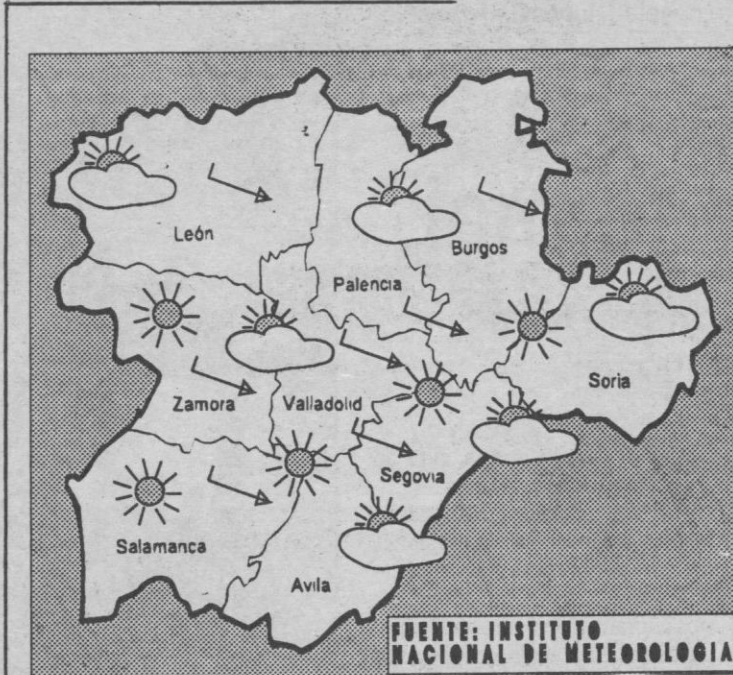 León
Burgos
Palencia
Soria
Zamora
Valladolid
Segovia
Salamanca
Avila
FUENTE: INSTITUTO
NACIONAL DE METEOROLOGIA